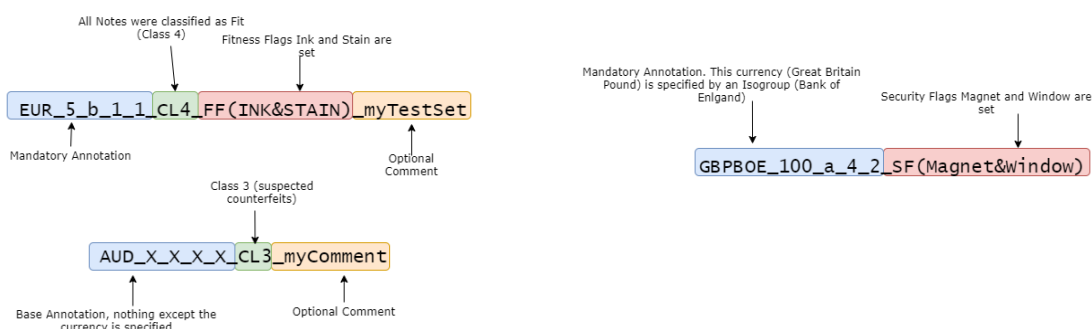 All Notes were classified as Fit
(Class 4)
Fitness Flags Ink and Stain are
set
EUR_5_b_1_1_CL4_FF(INK&STAIN)_myTestSet
Mandatory Annotation
Optional
Comment
Class 3 (suspected
counterfeits)
AUD_X_X_X_X_CL3_myComment
Base Annotation, nothing except the
currency is specified
Optional Comment
Mandatory Annotation. This currency (Great Britain
Pound) is specified by an Isogroup (Bank of
Enlgand)
Security Flags Magnet and Window are
set
GBPBOE_100_a_4_2_SF(Magnet&Window)